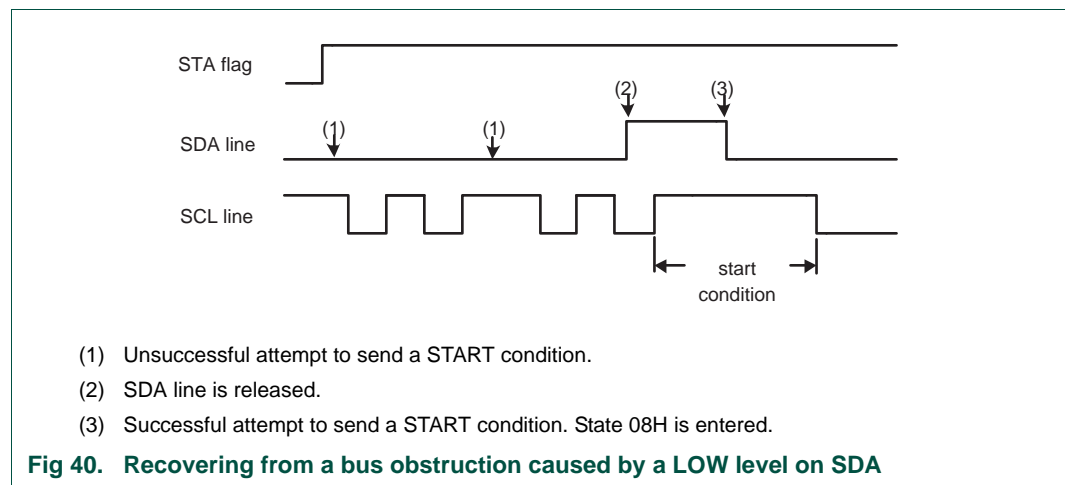 STA flag
(2) (3)
(1) (1)
SDA line
SCL line
start
condition
(1) Unsuccessful attempt to send a START condition.
(2) SDA line is released.
(3) Successful attempt to send a START condition. State 08H is entered.
Fig 40. Recovering from a bus obstruction caused by a LOW level on SDA